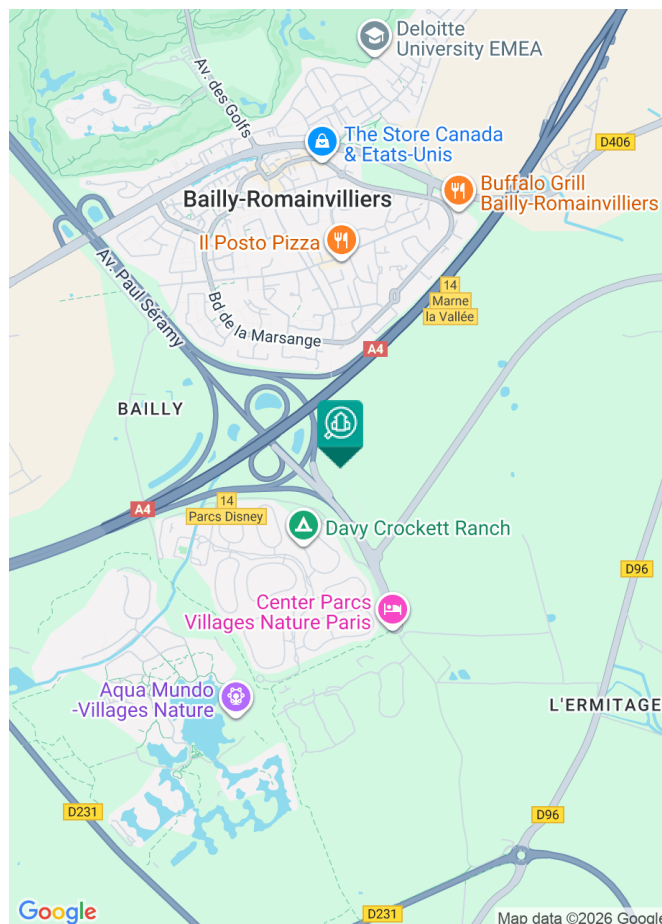 Deloitte
University EMEA
Av. des Golfs
The Store Canada
& Etats-Unis
D406
Buffalo Grill
Bailly-Romainvilliers
Bailly-Romainvilliers
Il Posto Pizza
Av. Paul Séramy
14
Marne
la Vallée
Bd de la Marsange
A4
BAILLY
14
Parcs Disney
A4
Davy Crockett Ranch
D96
Center Parcs
Villages Nature Paris
Aqua Mundo
-Villages Nature
L'ERMITAGE
D231
D96
D231
Google
Map data ©2026 Google